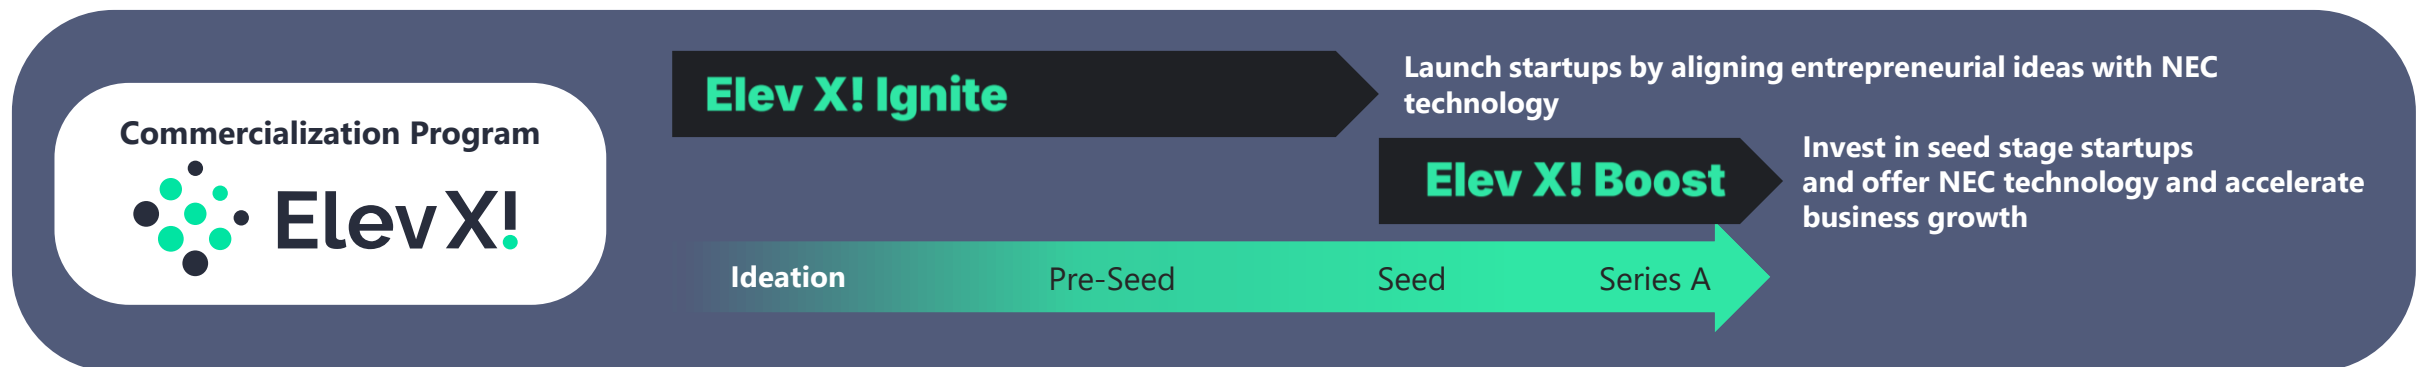 Commercialization Program
ElevX!
Elev X! Ignite
Launch startups by aligning entrepreneurial ideas with NEC
technology
Elev X! Boost
Invest in seed stage startups
and offer NEC technology and accelerate
business growth
Ideation Pre-Seed Seed Series A